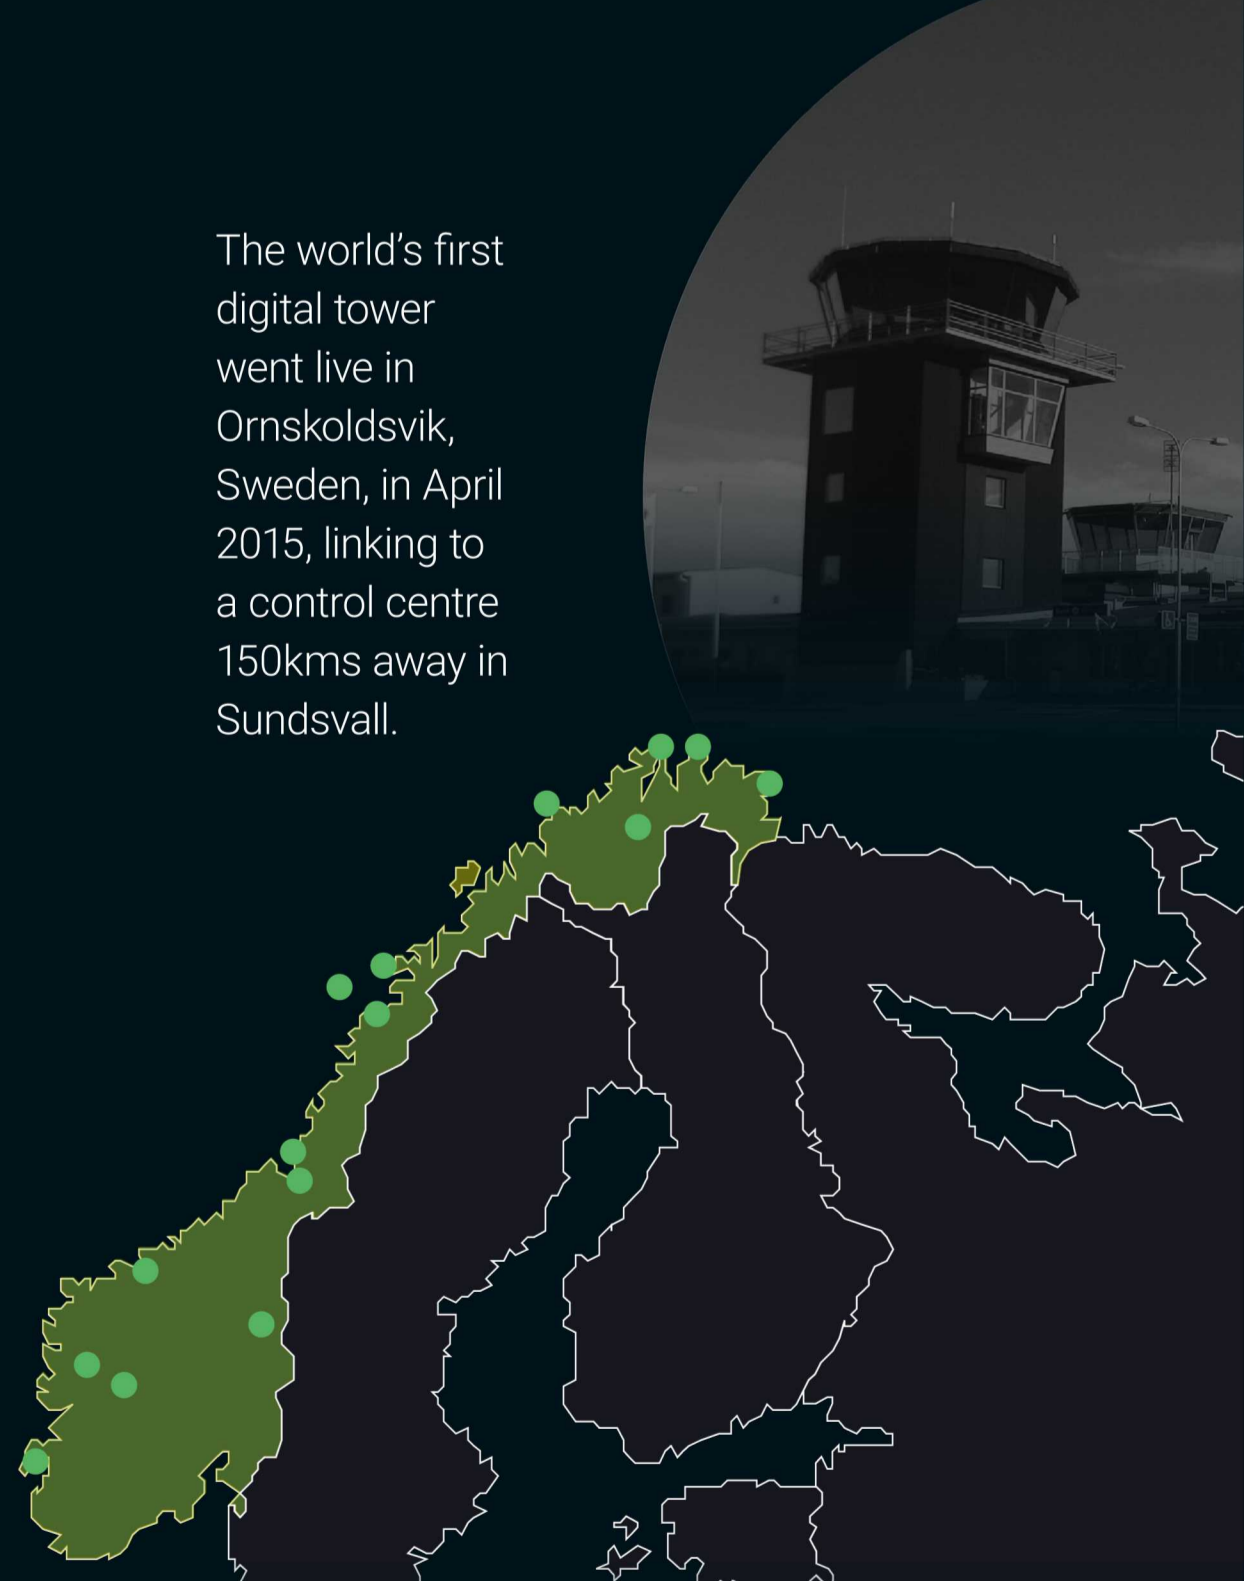 The world’s first
digital tower
went live in
Ornskoldsvik,
Sweden, in April
2015, linking to
a control centre
150kms away in
Sundsvall.